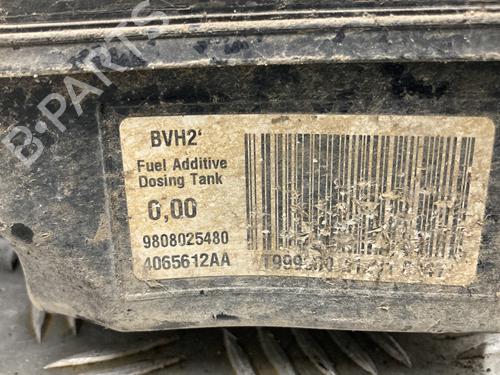 B-PARTS
BVH2'
Fuel Additive
Dosing Tank
0,00
9808025480
4065612AA